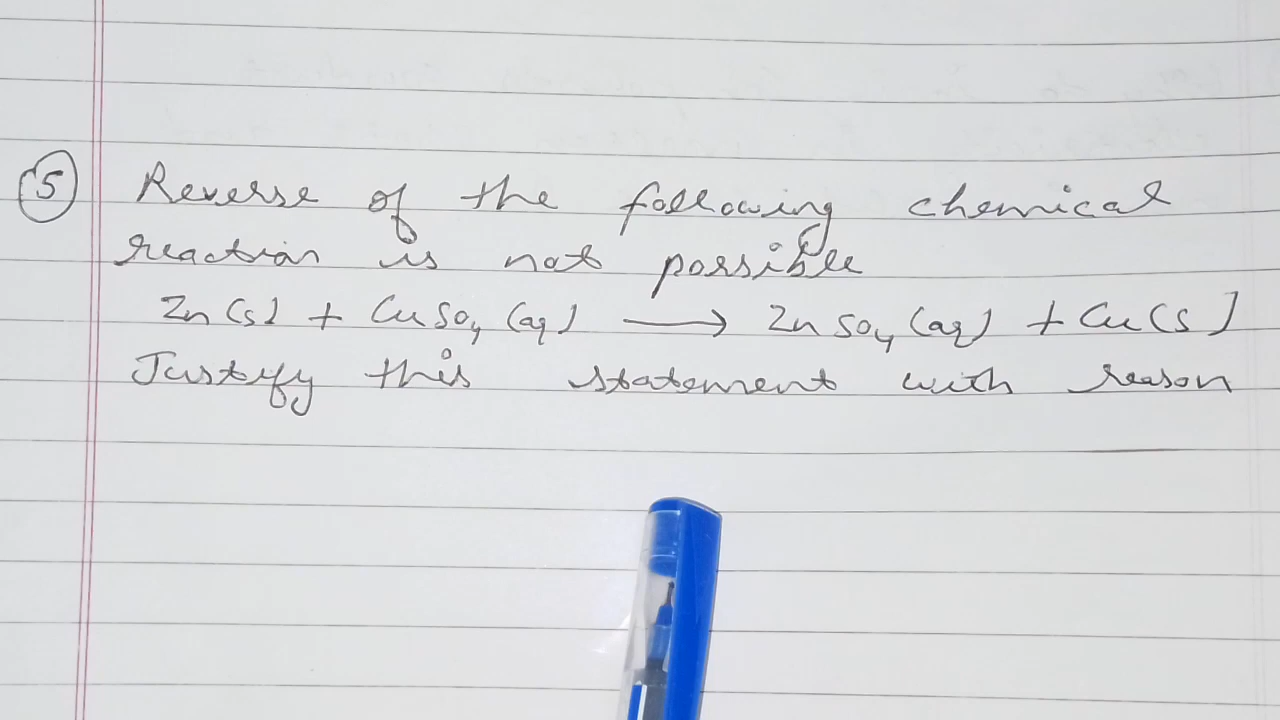 5 Reverse of the following chemical
reaction is not possible
Zn(s) + CuSO4 (aq) → ZnSO4 (aq) + Cu(s)
Justify this statement with reason